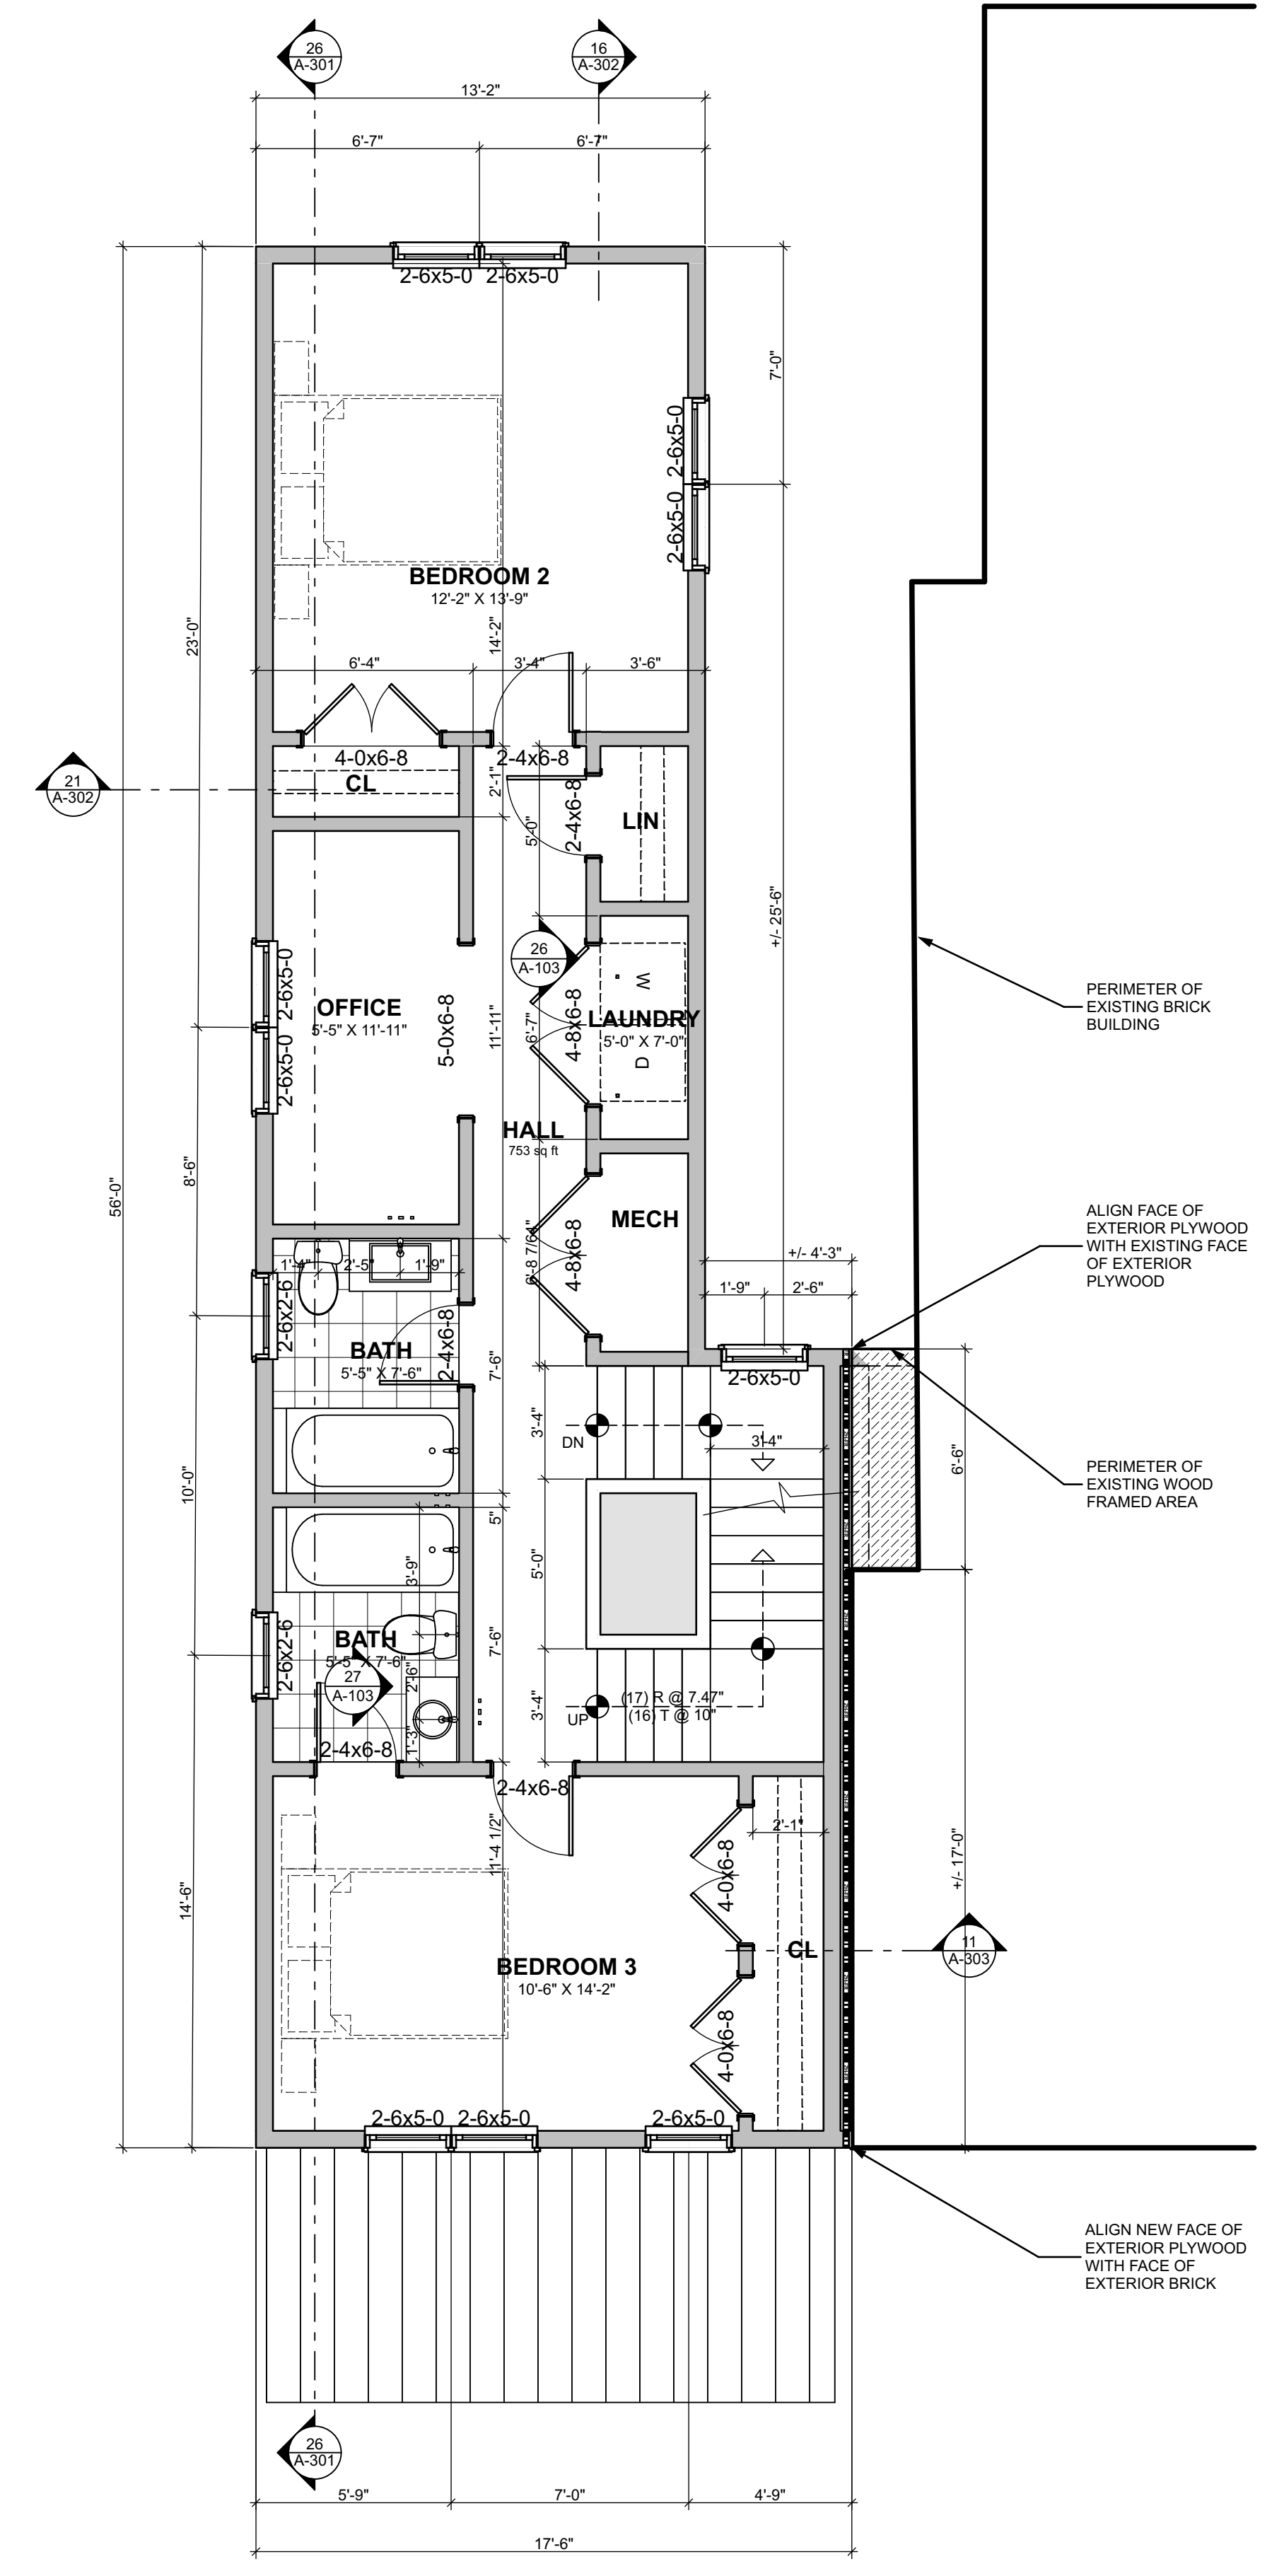 26
A-301
16
A-302
13'-2"
6'-7"
6'-7"
2-6x5-0
2-6x5-0
7'-0"
2-6x5-0
2-6x5-0
BEDROOM 2
12'-2" X 13'-9"
23'-0"
14'-2"
6'-4"
3'-4"
3'-6"
4-0x6-8
2-4x6-8
21
A-302
CL
2'-1"
5'-0"
2-4x6-8
LIN
+/- 25'-6"
26
A-103
2-6x5-0
2-6x5-0
OFFICE
5'-5" X 11'-11"
5-0x6-8
11'-11"
6'-7"
4-8x6-8
W
LAUNDRY
5'-0" X 7'-0"
D
PERIMETER OF
EXISTING BRICK
BUILDING
HALL
753 sq ft
56'-0"
8'-6"
MECH
6'-8 7/64"
4-8x6-8
ALIGN FACE OF
EXTERIOR PLYWOOD
WITH EXISTING FACE
OF EXTERIOR
PLYWOOD
+/- 4'-3"
1'-9"
2'-6"
1'-4"
2'-5"
1'-9"
2-6x2-6
BATH
5'-5" X 7'-6"
2-4x6-8
7'-6"
2-6x5-0
DN
3'-4"
3'-4"
6'-6"
PERIMETER OF
EXISTING WOOD
FRAMED AREA
10'-0"
5"
3'-9"
5'-0"
2-6x2-6
BATH
5'-5" X 7'-6"
27
A-103
2'-6"
7'-6"
1'-3"
3'-4"
UP
(17) R @ 7.47"
(16) T @ 10"
2-4x6-8
2-4x6-8
11'-4 1/2"
2'-1"
4-0x6-8
+/- 17'-0"
14'-6"
BEDROOM 3
10'-6" X 14'-2"
CL
11
A-303
4-0x6-8
2-6x5-0
2-6x5-0
2-6x5-0
ALIGN NEW FACE OF
EXTERIOR PLYWOOD
WITH FACE OF
EXTERIOR BRICK
26
A-301
5'-9"
7'-0"
4'-9"
17'-6"